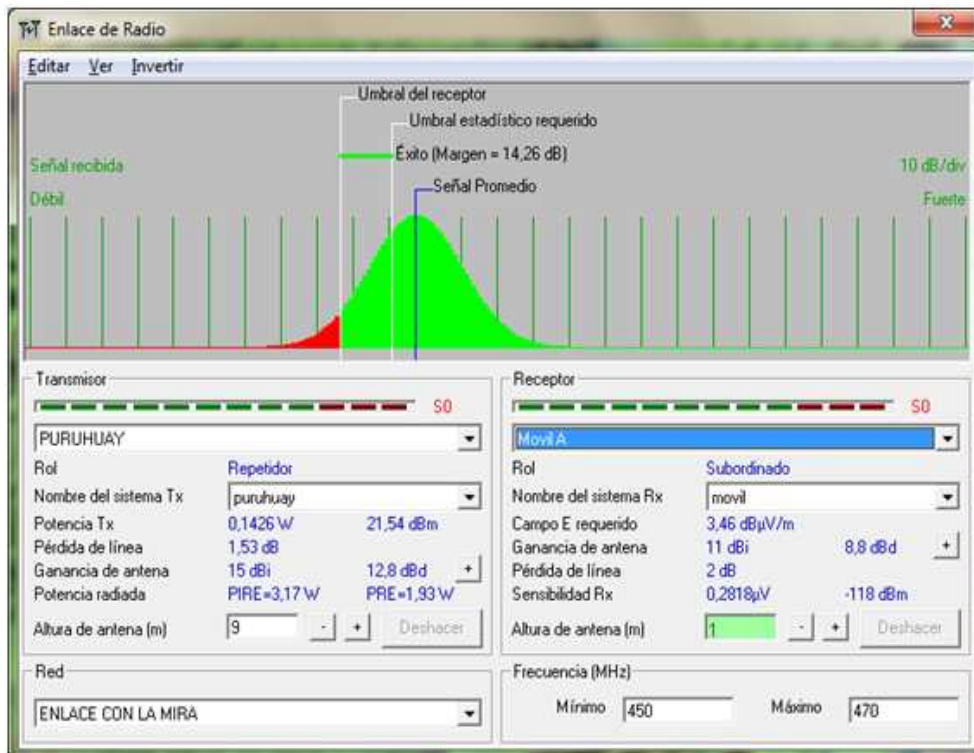 Enlace de Radio
Editar Ver Invertir
Umbral del receptor
Umbral estadístico requerido
Éxito (Margen = 14,26 dB)
Señal recibida 10 dB/div
Señal Promedio
Débil Fuerte
Transmisor
S0
PURUHUAY
Rol Repetidor
Nombre del sistema Tx puruhuay
Potencia Tx 0,1426 W 21,54 dBm
Pérdida de línea 1,53 dB
Ganancia de antena 15 dBi 12,8 dBd +
Potencia radiada PIRE=3,17 W PRE=1,93 W
Altura de antena (m) 9 - + Deshacer
Red
ENLACE CON LA MIRA
Receptor
S0
Movil A
Rol Subordinado
Nombre del sistema Rx movil
Campo E requerido 3,46 dBµV/m
Ganancia de antena 11 dBi 8,8 dBd +
Pérdida de línea 2 dB
Sensibilidad Rx 0,2818µV -118 dBm
Altura de antena (m) 1 - + Deshacer
Frecuencia (MHz)
Mínimo 450 Máximo 470